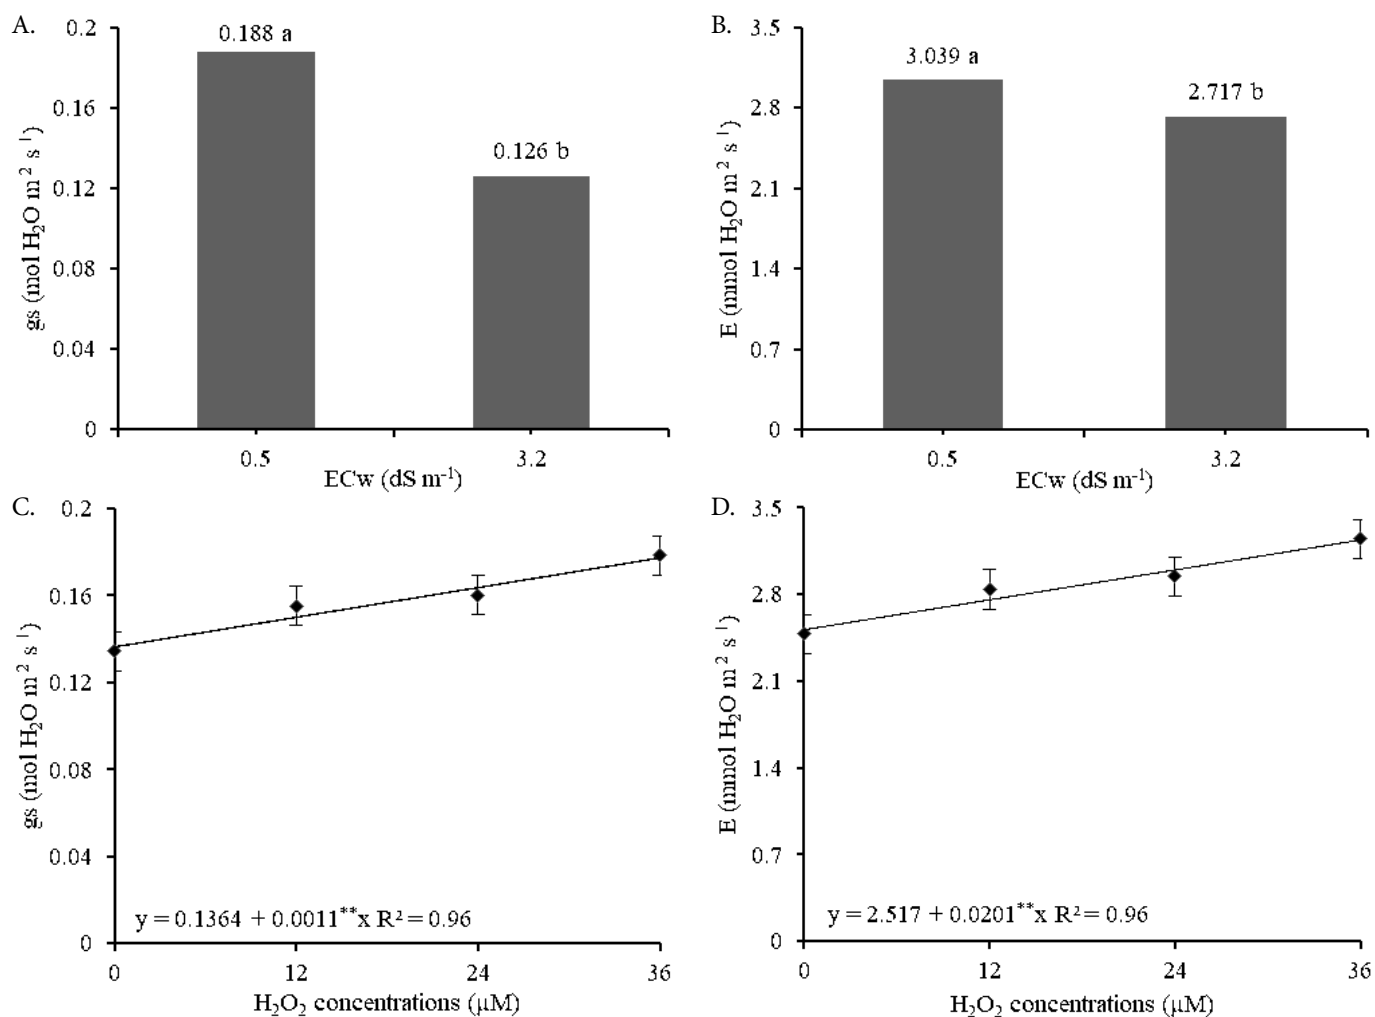 A.
0.2
0.16
0.12
0.08
0.04
0
gs (mol H₂O m⁻² s⁻¹)
0.188 a
0.126 b
0.5
3.2
ECw (dS m⁻¹)
B.
3.5
2.8
2.1
1.4
0.7
0
E (mmol H₂O m⁻² s⁻¹)
3.039 a
2.717 b
0.5
3.2
ECw (dS m⁻¹)
C.
0.2
0.16
0.12
0.08
0.04
0
gs (mol H₂O m⁻² s⁻¹)
y = 0.1364 + 0.0011**x R² = 0.96
0
12
24
36
H₂O₂ concentrations (μM)
D.
3.5
2.8
2.1
1.4
0.7
0
E (mmol H₂O m⁻² s⁻¹)
y = 2.517 + 0.0201**x R² = 0.96
0
12
24
36
H₂O₂ concentrations (μM)